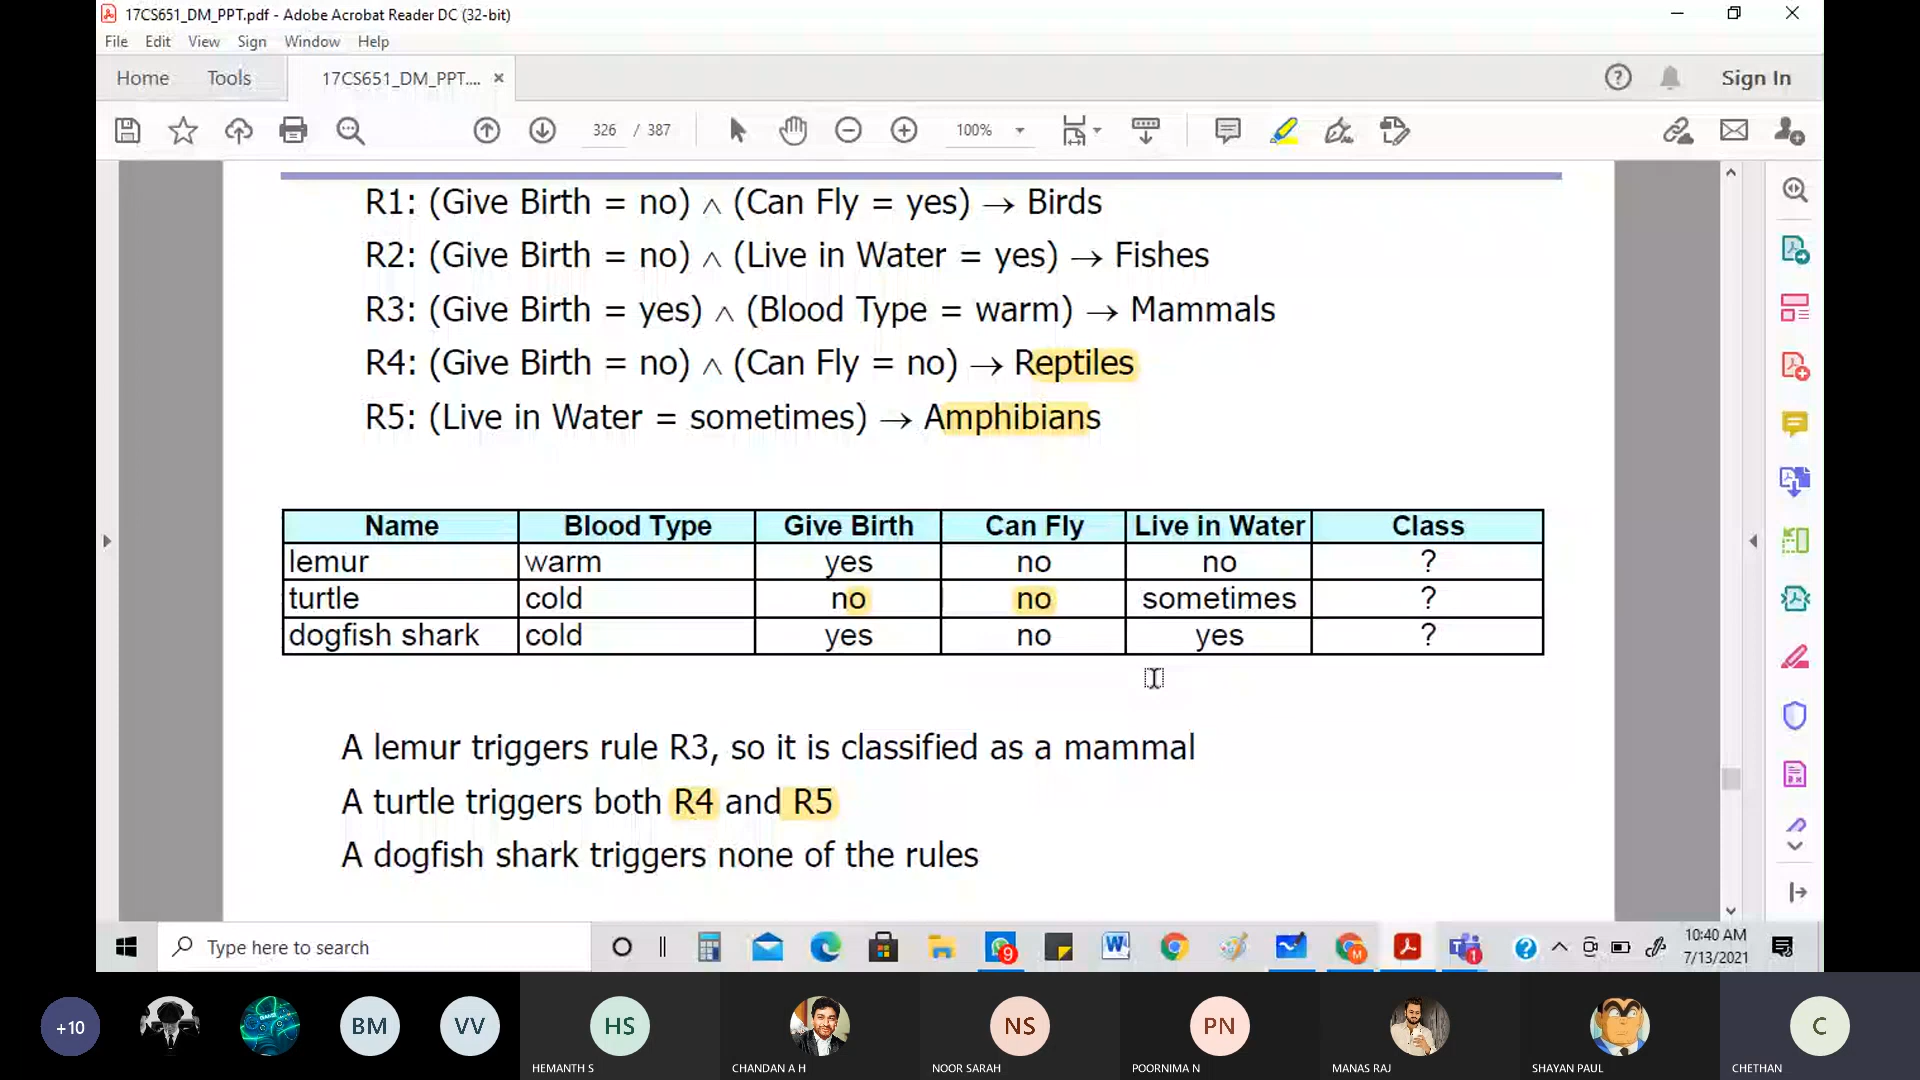 17CS651_DM_PPT.pdf - Adobe Acrobat Reader DC (32-bit)
File Edit View Sign Window Help
Home Tools 17CS651_DM_PPT.... × Sign In
326 / 387 100%
R1: (Give Birth = no) ∧ (Can Fly = yes) → Birds
R2: (Give Birth = no) ∧ (Live in Water = yes) → Fishes
R3: (Give Birth = yes) ∧ (Blood Type = warm) → Mammals
R4: (Give Birth = no) ∧ (Can Fly = no) → Reptiles
R5: (Live in Water = sometimes) → Amphibians
Name Blood Type Give Birth Can Fly Live in Water Class
lemur warm yes no no ?
turtle cold no no sometimes ?
dogfish shark cold yes no yes ?
A lemur triggers rule R3, so it is classified as a mammal
A turtle triggers both R4 and R5
A dogfish shark triggers none of the rules
Type here to search
9
M
1
10:40 AM
7/13/2021
+10 BM VV HS NS PN C
HEMANTH S CHANDAN A H NOOR SARAH POORNIMA N MANAS RAJ SHAYAN PAUL CHETHAN